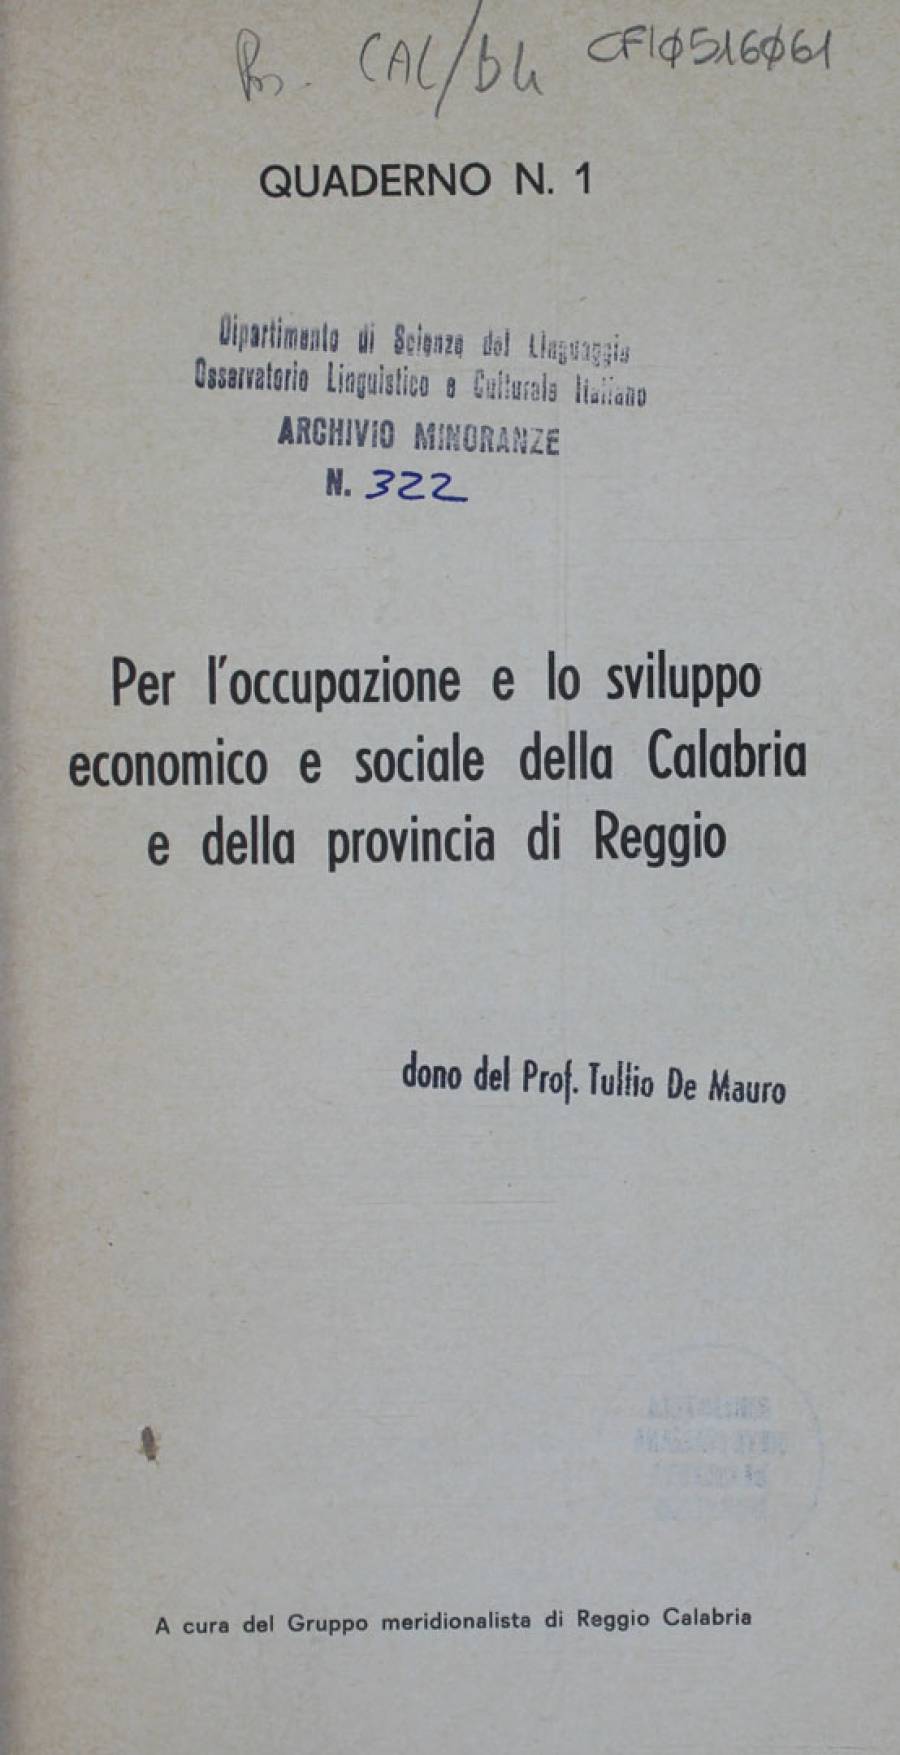 CAL/b4 CFI0516061
QUADERNO N. 1
Dipartimento di Scienze del Linguaggio
Osservatorio Linguistico e Culturale Italiano
ARCHIVIO MINORANZE
N. 322
Per l'occupazione e lo sviluppo
economico e sociale della Calabria
e della provincia di Reggio
dono del Prof. Tullio De Mauro
A cura del Gruppo meridionalista di Reggio Calabria